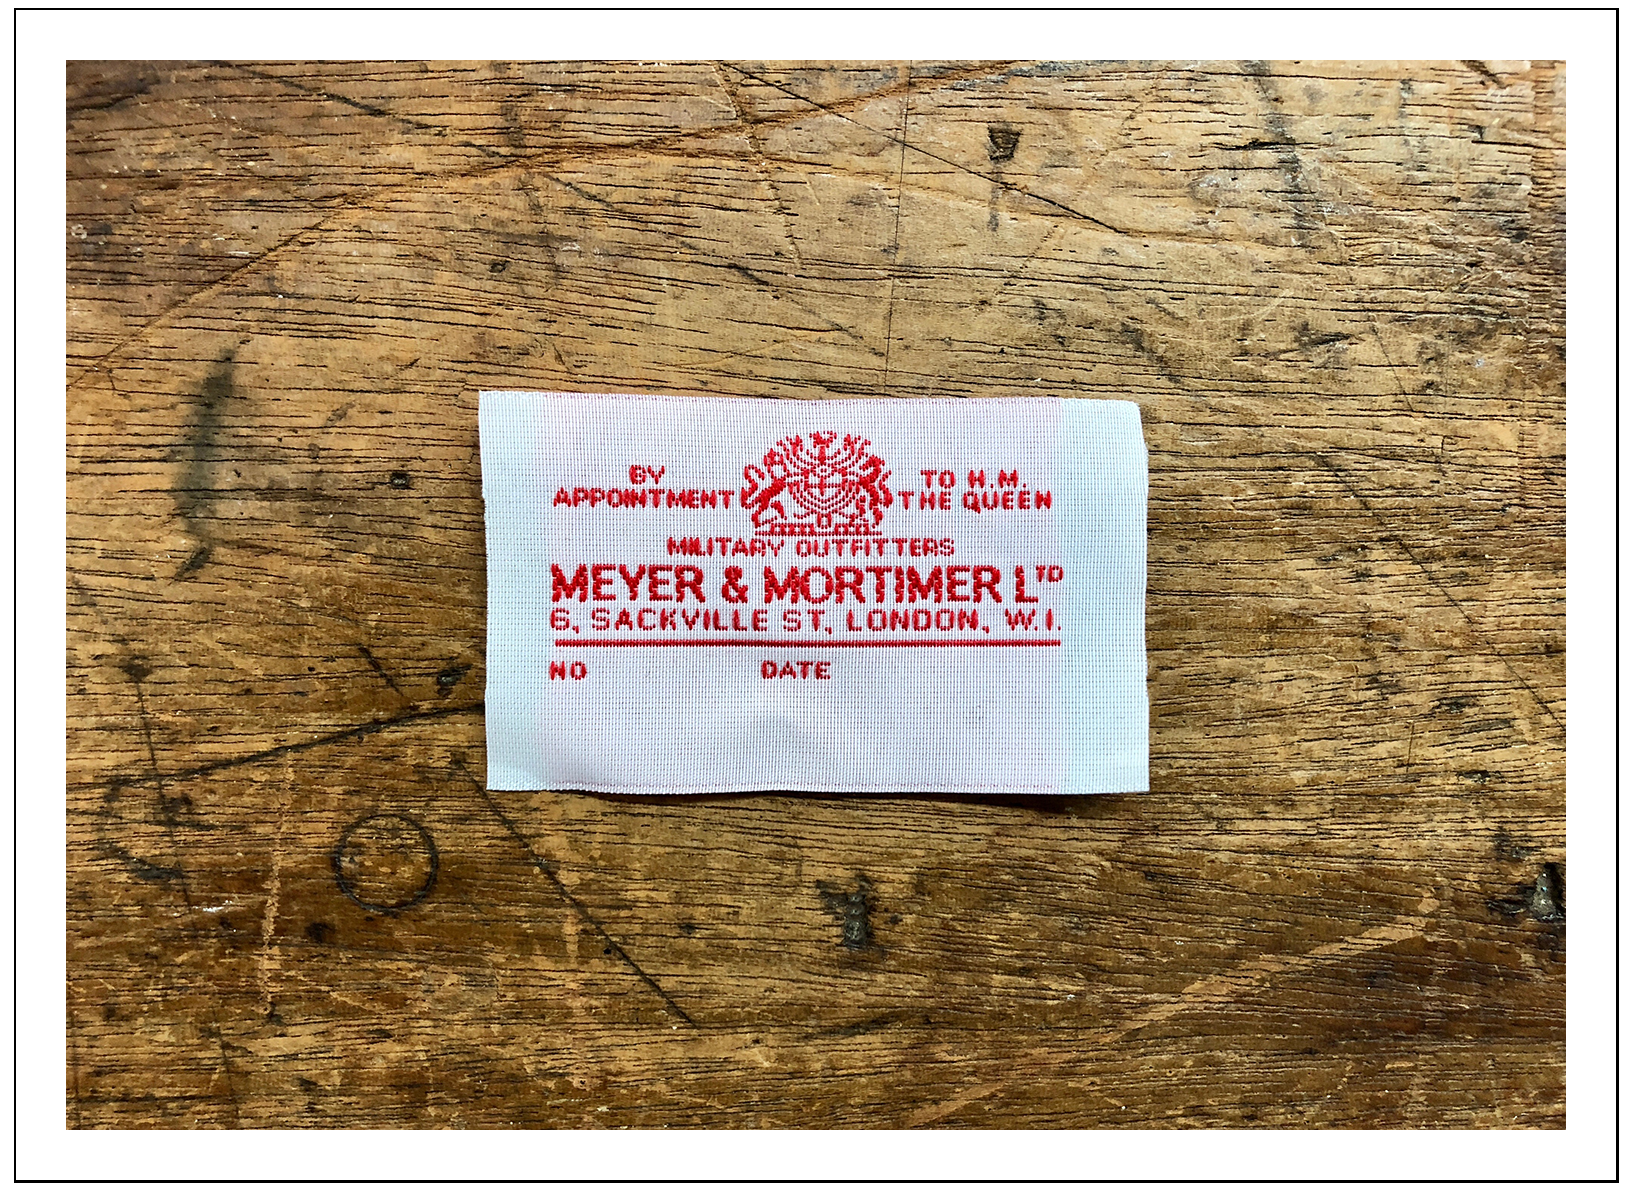 BY TO H.M.
APPOINTMENT THE QUEEN
MILITARY OUTFITTERS
MEYER & MORTIMER LTD
6, SACKVILLE ST, LONDON, W.I.
NO DATE